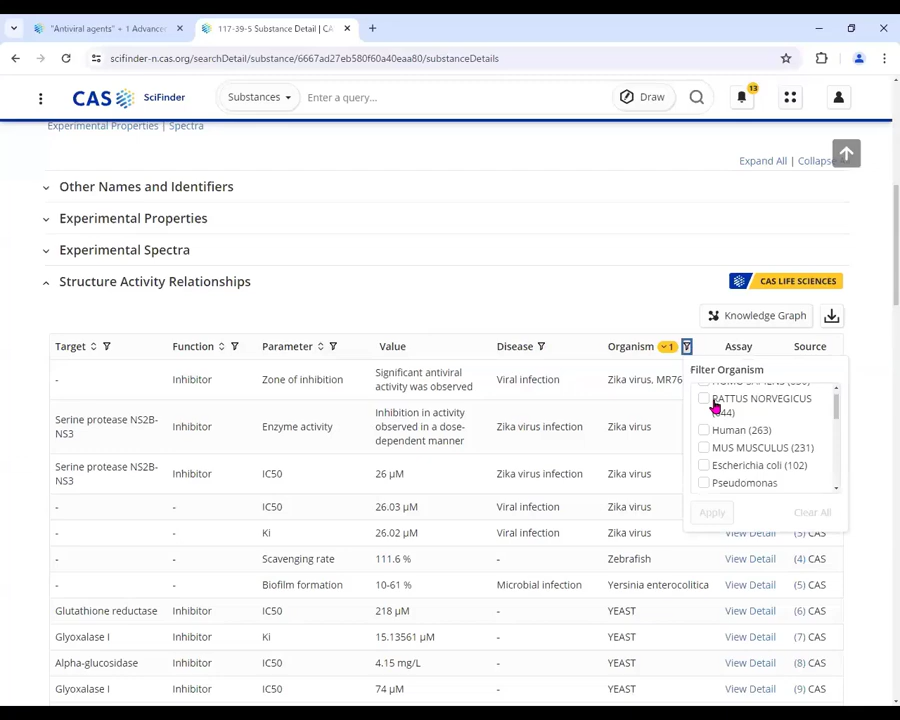 "Antiviral agents" + 1 Advance
117-39-5 Substance Detail | CA
scifinder-n.cas.org/searchDetail/substance/6667ad27eb580f60a40eaa80/substanceDetails
CAS SciFinder
Substances
Enter a query...
Draw
13
Experimental Properties | Spectra
Expand All | Collapse
Other Names and Identifiers
Experimental Properties
Experimental Spectra
Structure Activity Relationships
CAS LIFE SCIENCES
Knowledge Graph
Target Function Parameter Value Disease Organism 1 Assay Source
- Inhibitor Zone of inhibition Significant antiviral activity was observed Viral infection Zika virus, MR76
Serine protease NS2B-NS3 Inhibitor Enzyme activity Inhibition in activity observed in a dose-dependent manner Zika virus infection Zika virus
Serine protease NS2B-NS3 Inhibitor IC50 26 µM Zika virus infection Zika virus
- - IC50 26.03 µM Viral infection Zika virus
- - Ki 26.02 µM Viral infection Zika virus View Detail (3) CAS
- - Scavenging rate 111.6 % - Zebrafish View Detail (4) CAS
- - Biofilm formation 10-61 % Microbial infection Yersinia enterocolitica View Detail (5) CAS
Glutathione reductase Inhibitor IC50 218 µM - YEAST View Detail (6) CAS
Glyoxalase I Inhibitor Ki 15.13561 µM - YEAST View Detail (7) CAS
Alpha-glucosidase Inhibitor IC50 4.15 mg/L - YEAST View Detail (8) CAS
Glyoxalase I Inhibitor IC50 74 µM - YEAST View Detail (9) CAS
Filter Organism
HOMO SAPIENS
RATTUS NORVEGICUS
Human (263)
MUS MUSCULUS (231)
Escherichia coli (102)
Pseudomonas
Apply
Clear All